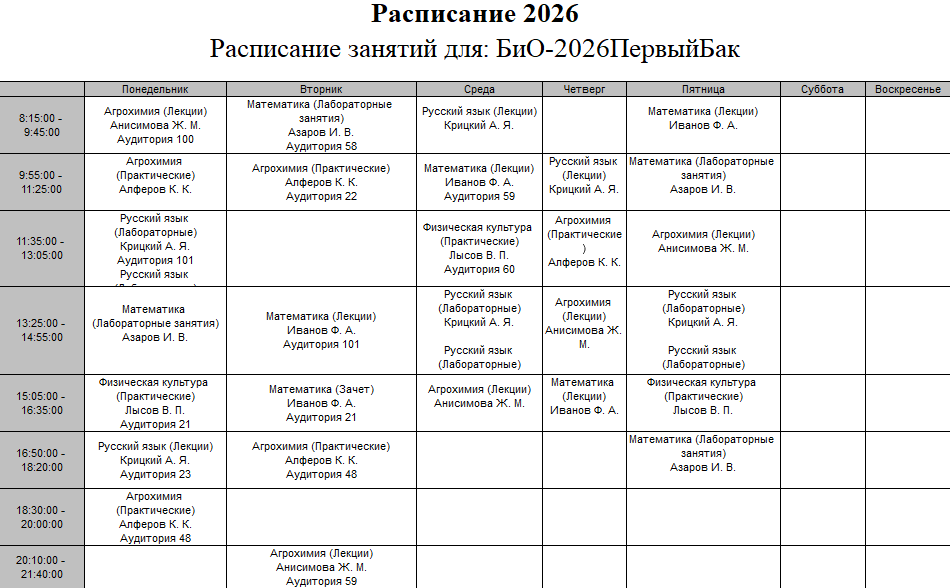 Расписание 2026
Расписание занятий для: БиО-2026ПервыйБак
Понедельник
Вторник
Среда
Четверг
Пятница
Суббота
Воскресенье
8:15:00 -
9:45:00
Агрохимия (Лекции)
Анисимова Ж. М.
Аудитория 100
Математика (Лабораторные
занятия)
Азаров И. В.
Аудитория 58
Русский язык (Лекции)
Крицкий А. Я.
Математика (Лекции)
Иванов Ф. А.
9:55:00 -
11:25:00
Агрохимия
(Практические)
Алферов К. К.
Агрохимия (Практические)
Алферов К. К.
Аудитория 22
Математика (Лекции)
Иванов Ф. А.
Аудитория 59
Русский язык
(Лекции)
Крицкий А. Я.
Математика (Лабораторные
занятия)
Азаров И. В.
11:35:00 -
13:05:00
Русский язык
(Лабораторные)
Крицкий А. Я.
Аудитория 101
Русский язык
Физическая культура
(Практические)
Лысов В. П.
Аудитория 60
Агрохимия
(Практические
)
Алферов К. К.
Агрохимия (Лекции)
Анисимова Ж. М.
13:25:00 -
14:55:00
Математика
(Лабораторные занятия)
Азаров И. В.
Математика (Лекции)
Иванов Ф. А.
Аудитория 101
Русский язык
(Лабораторные)
Крицкий А. Я.
Русский язык
(Лабораторные)
Агрохимия
(Лекции)
Анисимова Ж.
М.
Русский язык
(Лабораторные)
Крицкий А. Я.
Русский язык
(Лабораторные)
15:05:00 -
16:35:00
Физическая культура
(Практические)
Лысов В. П.
Аудитория 21
Математика (Зачет)
Иванов Ф. А.
Аудитория 21
Агрохимия (Лекции)
Анисимова Ж. М.
Математика
(Лекции)
Иванов Ф. А.
Физическая культура
(Практические)
Лысов В. П.
16:50:00 -
18:20:00
Русский язык (Лекции)
Крицкий А. Я.
Аудитория 23
Агрохимия (Практические)
Алферов К. К.
Аудитория 48
Математика (Лабораторные
занятия)
Азаров И. В.
18:30:00 -
20:00:00
Агрохимия
(Практические)
Алферов К. К.
Аудитория 48
20:10:00 -
21:40:00
Агрохимия (Лекции)
Анисимова Ж. М.
Аудитория 59